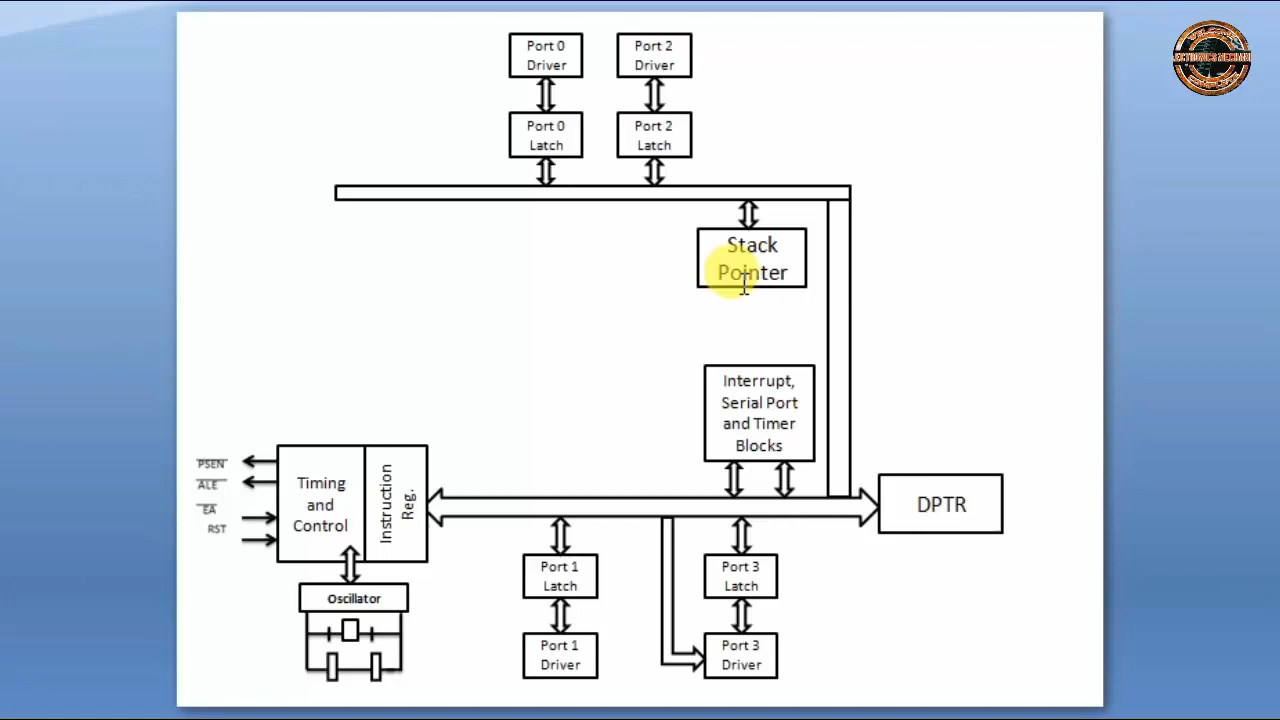 Port 0
Driver
Port 2
Driver
Port 0
Latch
Port 2
Latch
Stack
Pointer
Interrupt,
Serial Port
and Timer
Blocks
PSEN
ALE
EA
RST
Timing
and
Control
Instruction
Reg.
DPTR
Oscillator
Port 1
Latch
Port 3
Latch
Port 1
Driver
Port 3
Driver